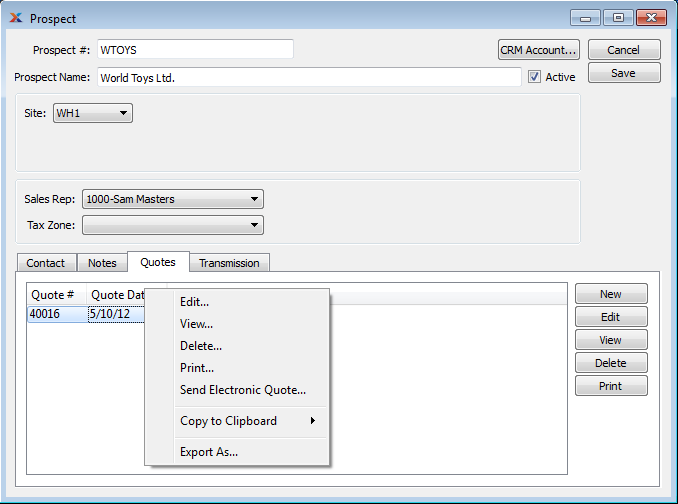 Prospect
Prospect #: WTOYS CRM Account... Cancel
Prospect Name: World Toys Ltd. Active Save
Site: WH1
Sales Rep: 1000-Sam Masters
Tax Zone:
Contact Notes Quotes Transmission
Quote # Quote Dat
40016 5/10/12
Edit...
View...
Delete...
Print...
Send Electronic Quote...
Copy to Clipboard
Export As...
New
Edit
View
Delete
Print